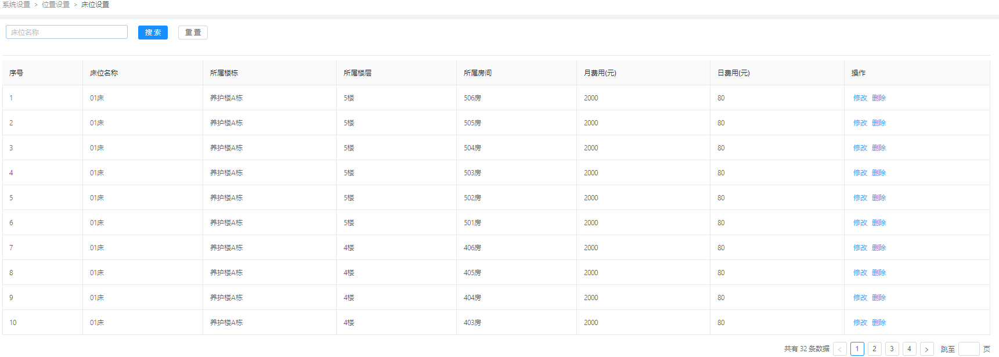 系统设置 > 位置设置 > 床位设置
床位名称 搜索 重置
序号 床位名称 所属楼栋 所属楼层 所属房间 月费用(元) 日费用(元) 操作
1 01床 养护楼A栋 5楼 506房 2000 80 修改 删除
2 01床 养护楼A栋 5楼 505房 2000 80 修改 删除
3 01床 养护楼A栋 5楼 504房 2000 80 修改 删除
4 01床 养护楼A栋 5楼 503房 2000 80 修改 删除
5 01床 养护楼A栋 5楼 502房 2000 80 修改 删除
6 01床 养护楼A栋 5楼 501房 2000 80 修改 删除
7 01床 养护楼A栋 4楼 406房 2000 80 修改 删除
8 01床 养护楼A栋 4楼 405房 2000 80 修改 删除
9 01床 养护楼A栋 4楼 404房 2000 80 修改 删除
10 01床 养护楼A栋 4楼 403房 2000 80 修改 删除
共有 32 条数据 < 1 2 3 4 > 跳至 页